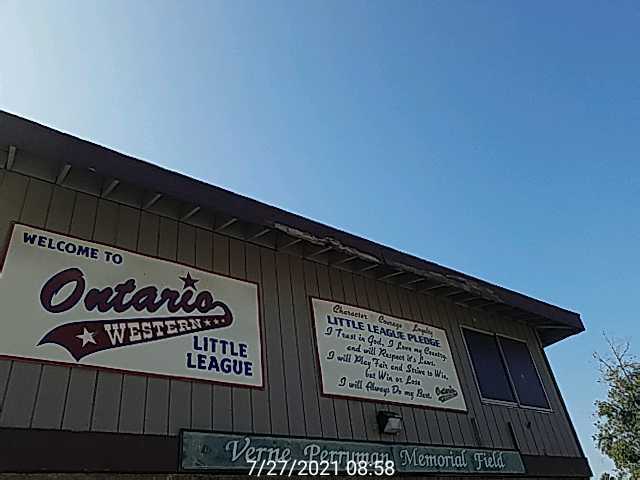 WELCOME TO
Ontario
WESTERN
LITTLE
LEAGUE
Character Courage Loyalty
LITTLE LEAGUE PLEDGE
I Trust in God, I Love my Country,
and will Respect it's Laws.
I will Play Fair and Strive to Win,
but Win or Lose
I will Always Do my Best.
Ontario
Verne Perryman Memorial Field
7/27/2021 08:58